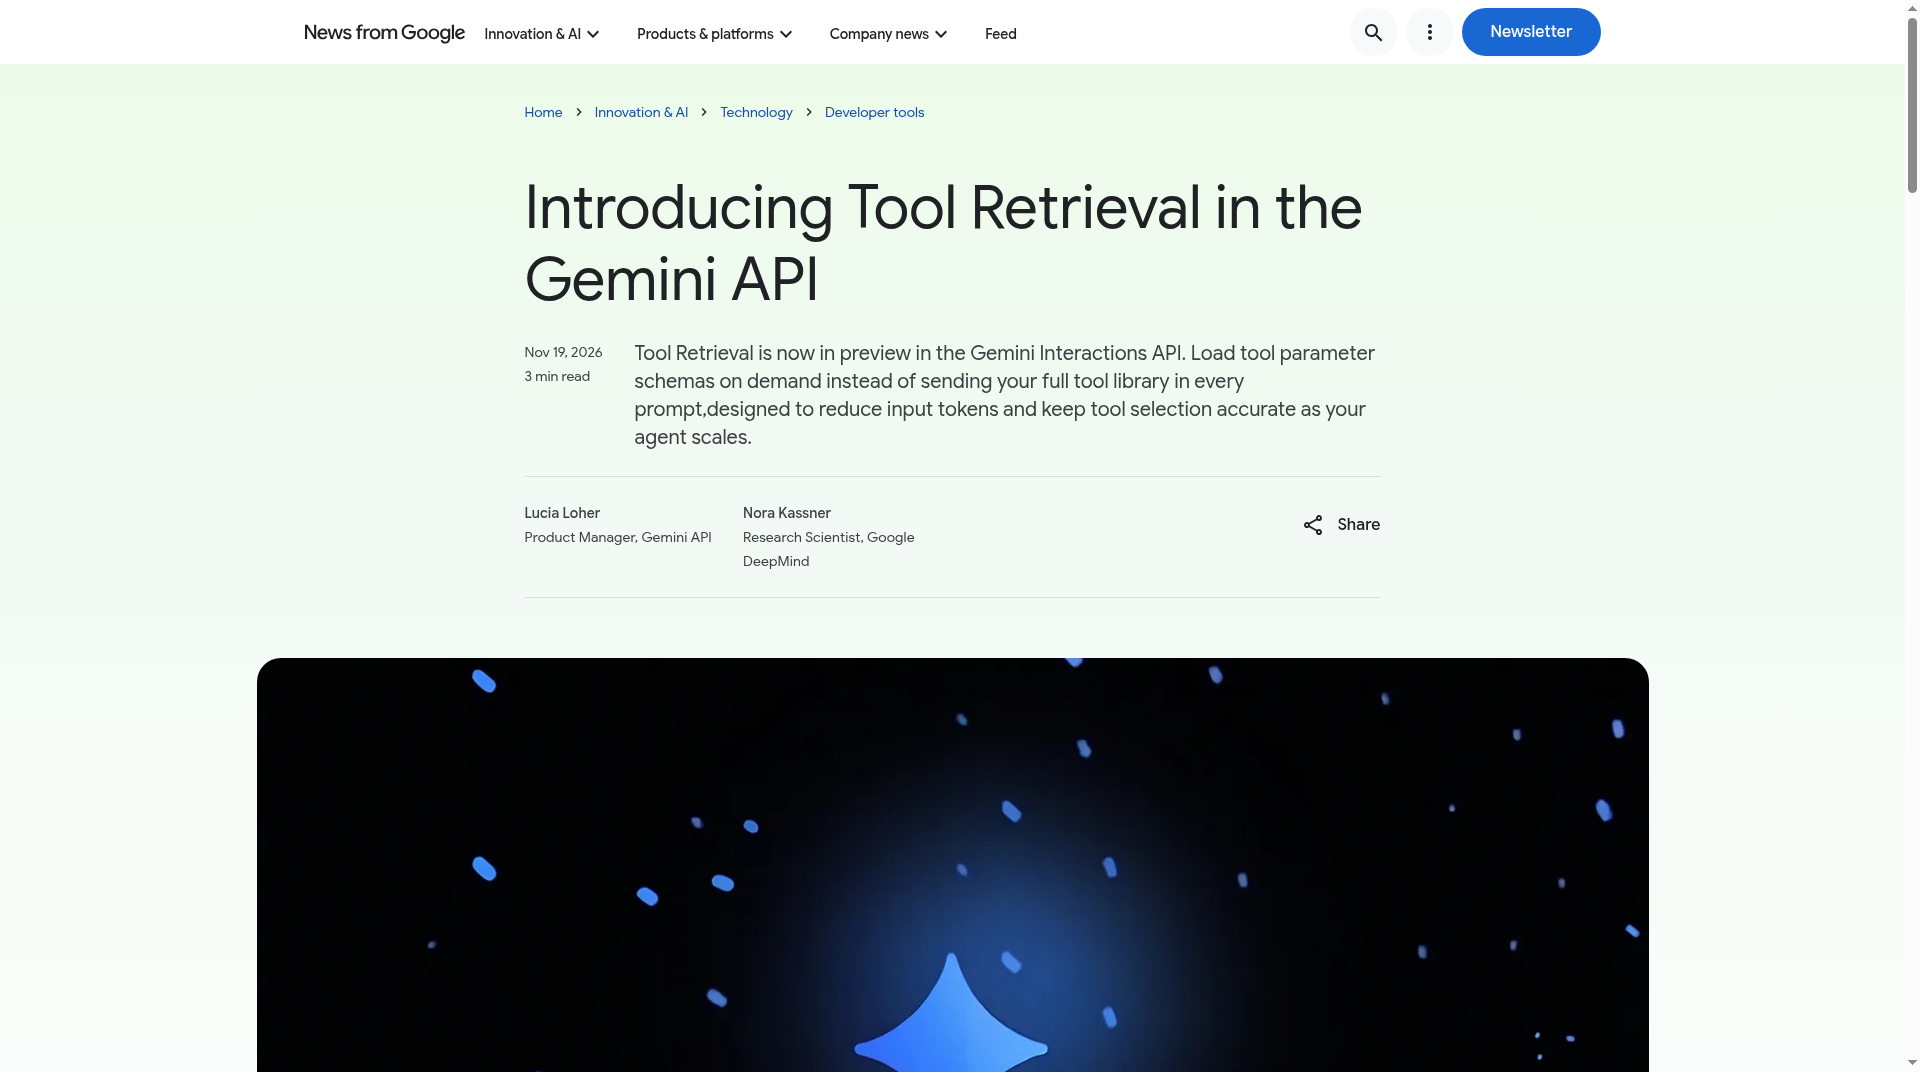 News from Google
Innovation & AI
Products & platforms
Company news
Feed
Newsletter
Home
Innovation & AI
Technology
Developer tools
Introducing Tool Retrieval in the
Gemini API
Nov 19, 2026
3 min read
Tool Retrieval is now in preview in the Gemini Interactions API. Load tool parameter
schemas on demand instead of sending your full tool library in every
prompt,designed to reduce input tokens and keep tool selection accurate as your
agent scales.
Lucia Loher
Product Manager, Gemini API
Nora Kassner
Research Scientist, Google
DeepMind
Share